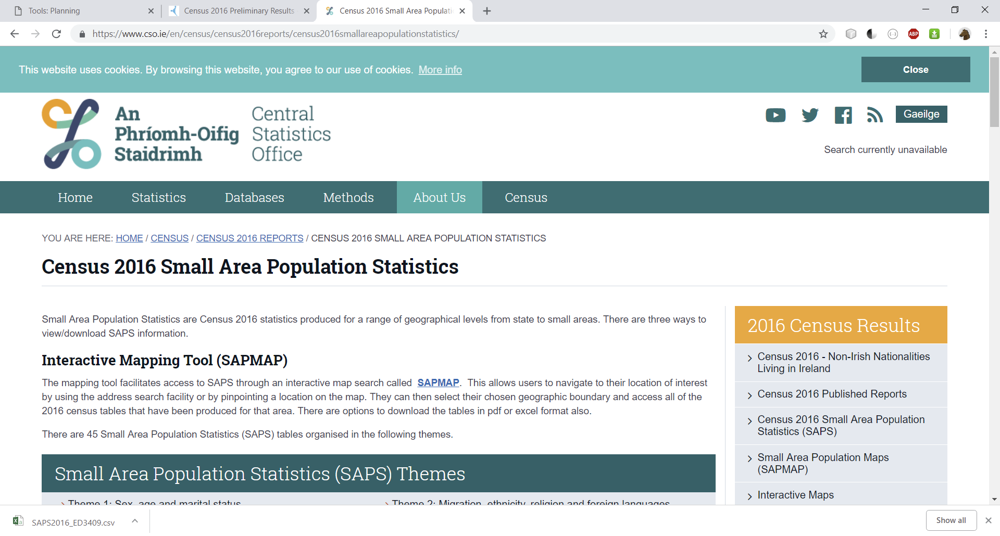 Tools: Planning
Census 2016 Preliminary Results
Census 2016 Small Area Populati
https://www.cso.ie/en/census/census2016reports/census2016smallareapopulationstatistics/
ABP
This website uses cookies. By browsing this website, you agree to our use of cookies. More info
Close
An
Phríomh-Oifig
Staidrimh
Central
Statistics
Office
Gaeilge
Search currently unavailable
Home
Statistics
Databases
Methods
About Us
Census
YOU ARE HERE: HOME / CENSUS / CENSUS 2016 REPORTS / CENSUS 2016 SMALL AREA POPULATION STATISTICS
Census 2016 Small Area Population Statistics
Small Area Population Statistics are Census 2016 statistics produced for a range of geographical levels from state to small areas. There are three ways to
view/download SAPS information.
Interactive Mapping Tool (SAPMAP)
The mapping tool facilitates access to SAPS through an interactive map search called SAPMAP. This allows users to navigate to their location of interest
by using the address search facility or by pinpointing a location on the map. They can then select their chosen geographic boundary and access all of the
2016 census tables that have been produced for that area. There are options to download the tables in pdf or excel format also.
There are 45 Small Area Population Statistics (SAPS) tables organised in the following themes.
Small Area Population Statistics (SAPS) Themes
Theme 1: Sex, age and marital status
Theme 2: Migration, ethnicity, religion and foreign languages
2016 Census Results
Census 2016 - Non-Irish Nationalities
Living in Ireland
Census 2016 Published Reports
Census 2016 Small Area Population
Statistics (SAPS)
Small Area Population Maps
(SAPMAP)
Interactive Maps
SAPS2016_ED3409.csv
Show all